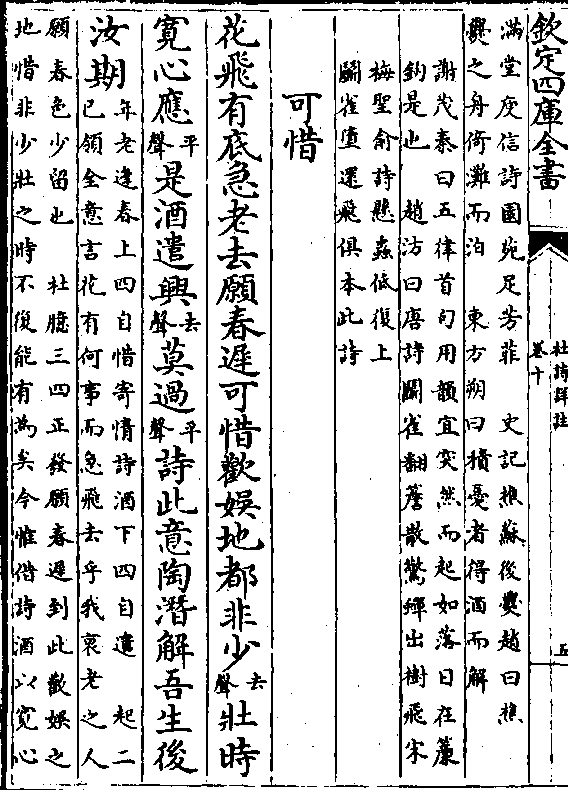 欽定四庫全書
杜詩詳註
卷十
五
滿堂庾信詩園宛足芳菲　史記樵蘇後爨趙曰樵
爨之舟倚灘而泊　東方朔曰積憂者得酒而解
謝茂秦曰五律首句用韻宜突然而起如落日在簾
鉤是也　趙汸曰唐詩鬬雀翻簷散驚蟬出樹飛宋
梅聖俞詩懸蟲低復上
鬬雀墮還飛俱本此詩
可惜
花飛有底急老去願春遲可惜歡娛地都非少去聲壯時
寛心應平聲是酒遣興去聲莫過平聲詩此意陶潛解吾生後
汝期年老逢春上四自惜寄情詩酒下四自遣　起二
已領全意言花有何事而急飛去乎我衰老之人
願春色少留也　杜臆三四正發願春遲到此歡娛之
地惜非少壯之時不復能有為矣今惟借詩酒以寛心